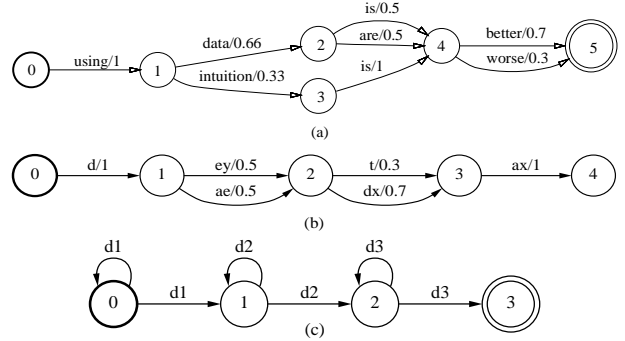 is/0.5
data/0.66 2 are/0.5 4 better/0.7 5
0 using/1 1 intuition/0.33 worse/0.3
3 is/1
(a)
0 d/1 1 ey/0.5 2 t/0.3 3 ax/1 4
ae/0.5 dx/0.7
(b)
d1 d2 d3
0 d1 1 d2 2 d3 3
(c)